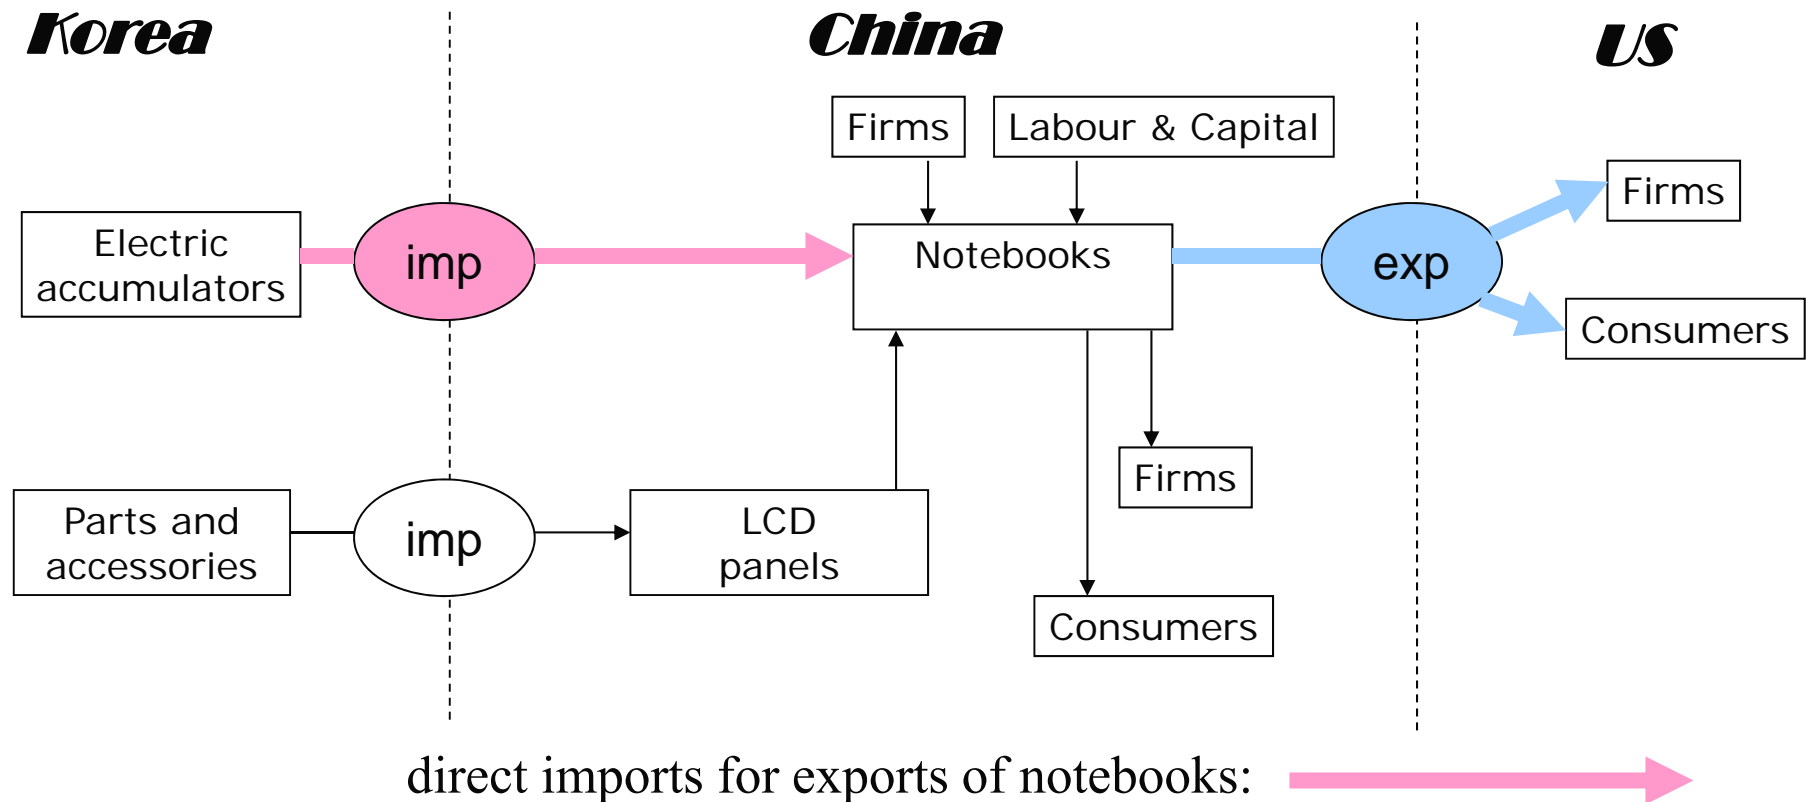 Korea
China
US
Firms
Labour & Capital
Firms
Electric
accumulators
imp
Notebooks
exp
Consumers
Firms
Parts and
accessories
imp
LCD
panels
Consumers
direct imports for exports of notebooks: